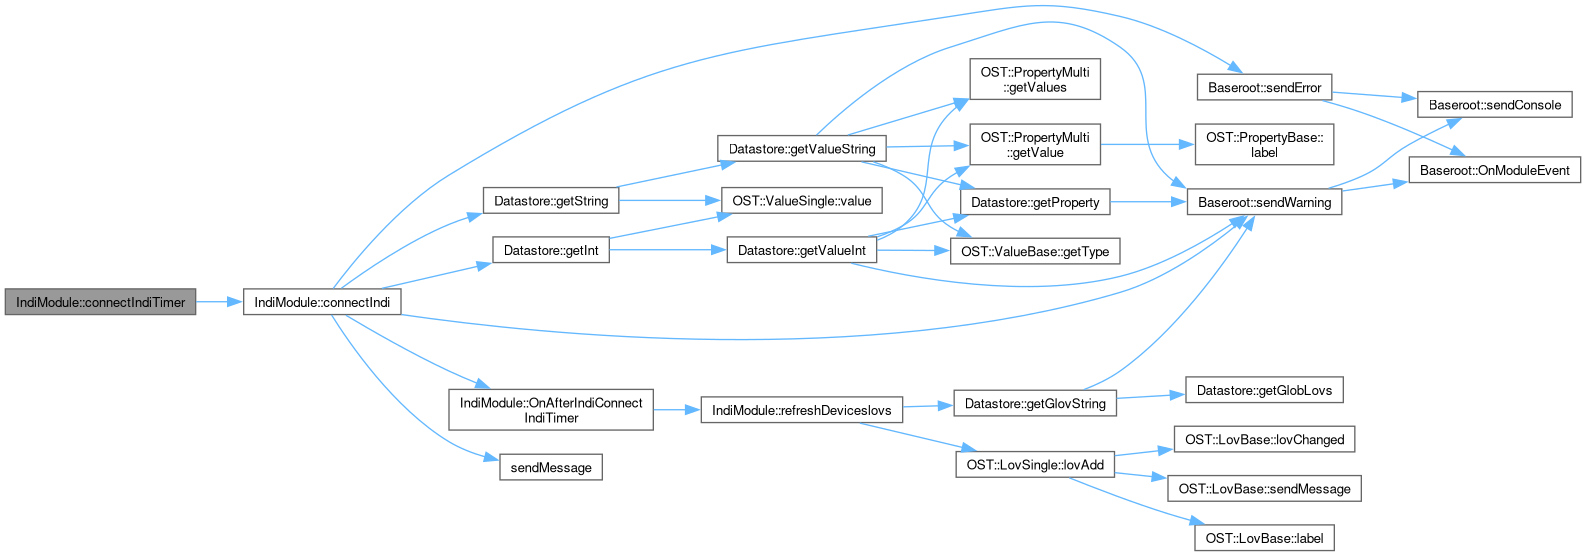 IndiModule::connectIndiTimer
IndiModule::connectIndi
Datastore::getString
Datastore::getInt
IndiModule::OnAfterIndiConnect
IndiTimer
sendMessage
Datastore::getValueString
OST::ValueSingle::value
Datastore::getValueInt
IndiModule::refreshDeviceslovs
OST::PropertyMulti
::getValues
OST::PropertyMulti
::getValue
Datastore::getProperty
OST::ValueBase::getType
Datastore::getGlovString
OST::LovSingle::lovAdd
Baseroot::sendError
OST::PropertyBase::
label
Baseroot::sendWarning
Datastore::getGlobLovs
OST::LovBase::lovChanged
OST::LovBase::sendMessage
OST::LovBase::label
Baseroot::sendConsole
Baseroot::OnModuleEvent